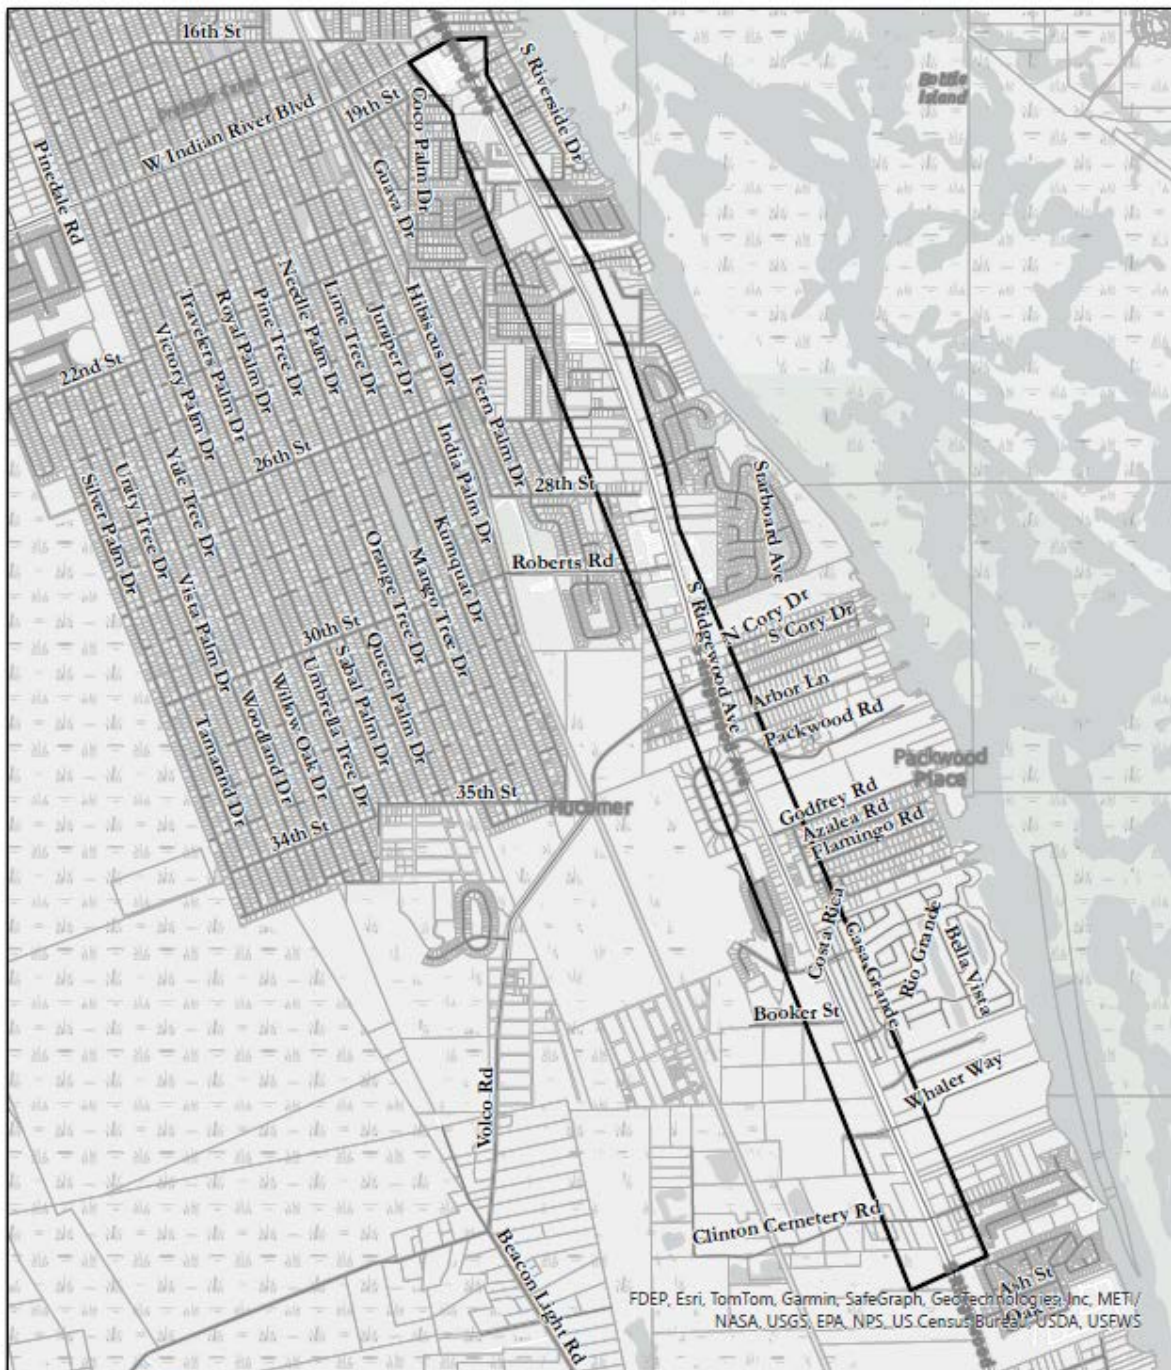 16th St
S Riverside Dr
Bottle
Island
19th St
Coco Palm Dr
W Indian River Blvd
Pinedale Rd
Guava Dr
Needle Palm Dr
Lime Tree Dr
Juniper Dr
Hibiscus Dr
Pine Tree Dr
Royal Palm Dr
Travelers Palm Dr
Victory Palm Dr
22nd St
Fern Palm Dr
26th St
India Palm Dr
Yule Tree Dr
Unity Tree Dr
Silver Palm Dr
28th St
Starboard Ave
Kumquat Dr
Mango Tree Dr
Orange Tree Dr
Roberts Rd
S Ridgewood Ave
N Cory Dr
S Cory Dr
Vista Palm Dr
30th St
Queen Palm Dr
Sabal Palm Dr
Umbrella Tree Dr
Willow Oak Dr
Woodland Dr
Tamarind Dr
Arbor Ln
Packwood Rd
Packwood
Place
35th St
Hucomer
34th St
Godfrey Rd
Azalea Rd
Flamingo Rd
Costa Rica
Casa Grande
Rio Grande
Bella Vista
Booker St
Whaler Way
Volco Rd
Clinton Cemetery Rd
Beacon Light Rd
Ash St
FDEP, Esri, TomTom, Garmin, SafeGraph, GeoTechnologies, Inc, METI/
NASA, USGS, EPA, NPS, US Census Bureau, USDA, USFWS